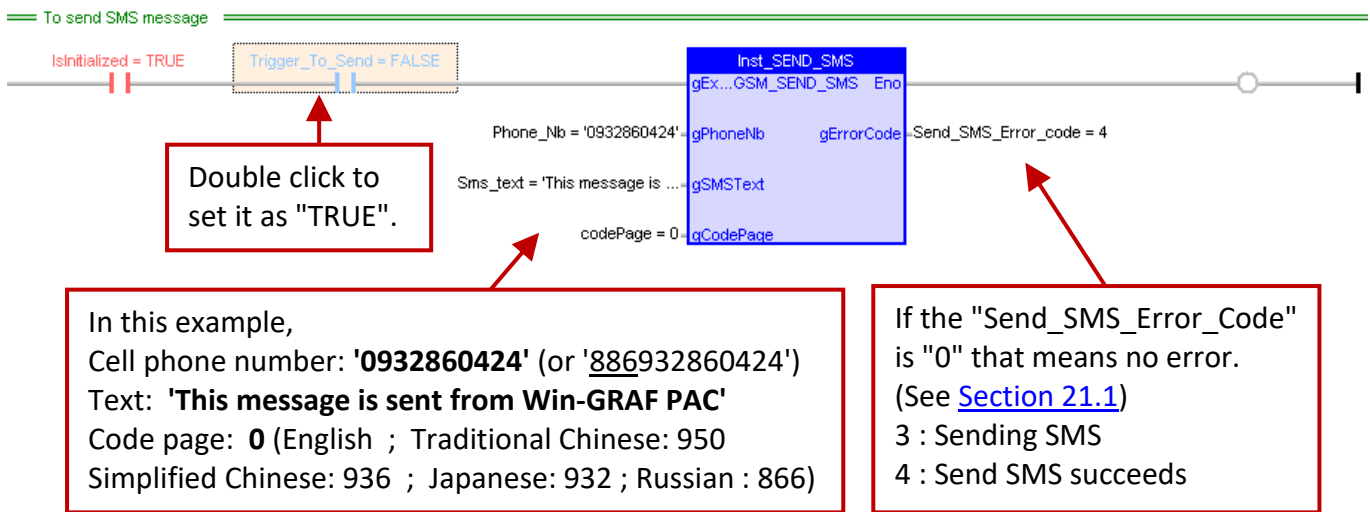 To send SMS message
IsInitialized = TRUE
Trigger_To_Send = FALSE
Inst_SEND_SMS
gEx...GSM_SEND_SMS Eno
Phone_Nb = '0932860424'
gPhoneNb
gErrorCode
Send_SMS_Error_code = 4
Sms_text = 'This message is ...
gSMSText
codePage = 0
gCodePage
Double click to
set it as "TRUE".
In this example,
Cell phone number: '0932860424' (or '886932860424')
Text: 'This message is sent from Win-GRAF PAC'
Code page: 0 (English ; Traditional Chinese: 950
Simplified Chinese: 936 ; Japanese: 932 ; Russian : 866)
If the "Send_SMS_Error_Code"
is "0" that means no error.
(See Section 21.1)
3 : Sending SMS
4 : Send SMS succeeds